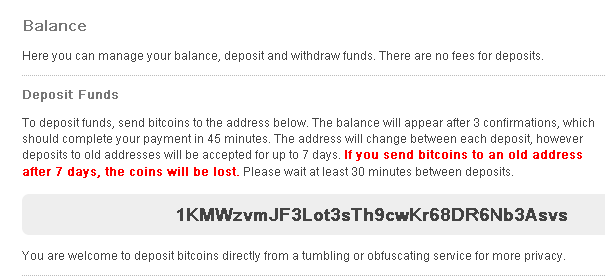 Balance
Here you can manage your balance, deposit and withdraw funds. There are no fees for deposits.
Deposit Funds
To deposit funds, send bitcoins to the address below. The balance will appear after 3 confirmations, which
should complete your payment in 45 minutes. The address will change between each deposit, however
deposits to old addresses will be accepted for up to 7 days. If you send bitcoins to an old address
after 7 days, the coins will be lost. Please wait at least 30 minutes between deposits.
1KMWzvmJF3Lot3sTh9cwKr68DR6Nb3Asvs
You are welcome to deposit bitcoins directly from a tumbling or obfuscating service for more privacy.